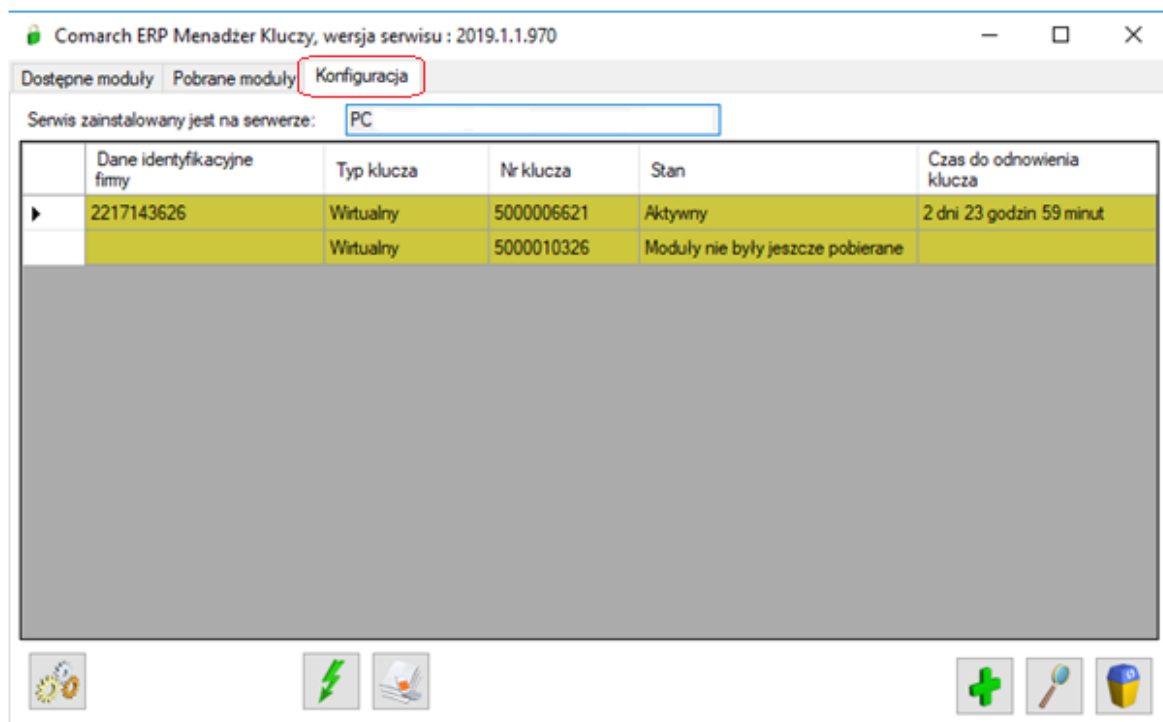 Comarch ERP Menadżer Kluczy, wersja serwisu : 2019.1.1.970
Dostępne moduły Pobrane moduły Konfiguracja
Serwis zainstalowany jest na serwerze: PC
Dane identyfikacyjne firmy Typ klucza Nr klucza Stan Czas do odnowienia klucza
2217143626 Wirtualny 5000006621 Aktywny 2 dni 23 godzin 59 minut
Wirtualny 5000010326 Moduły nie były jeszcze pobierane